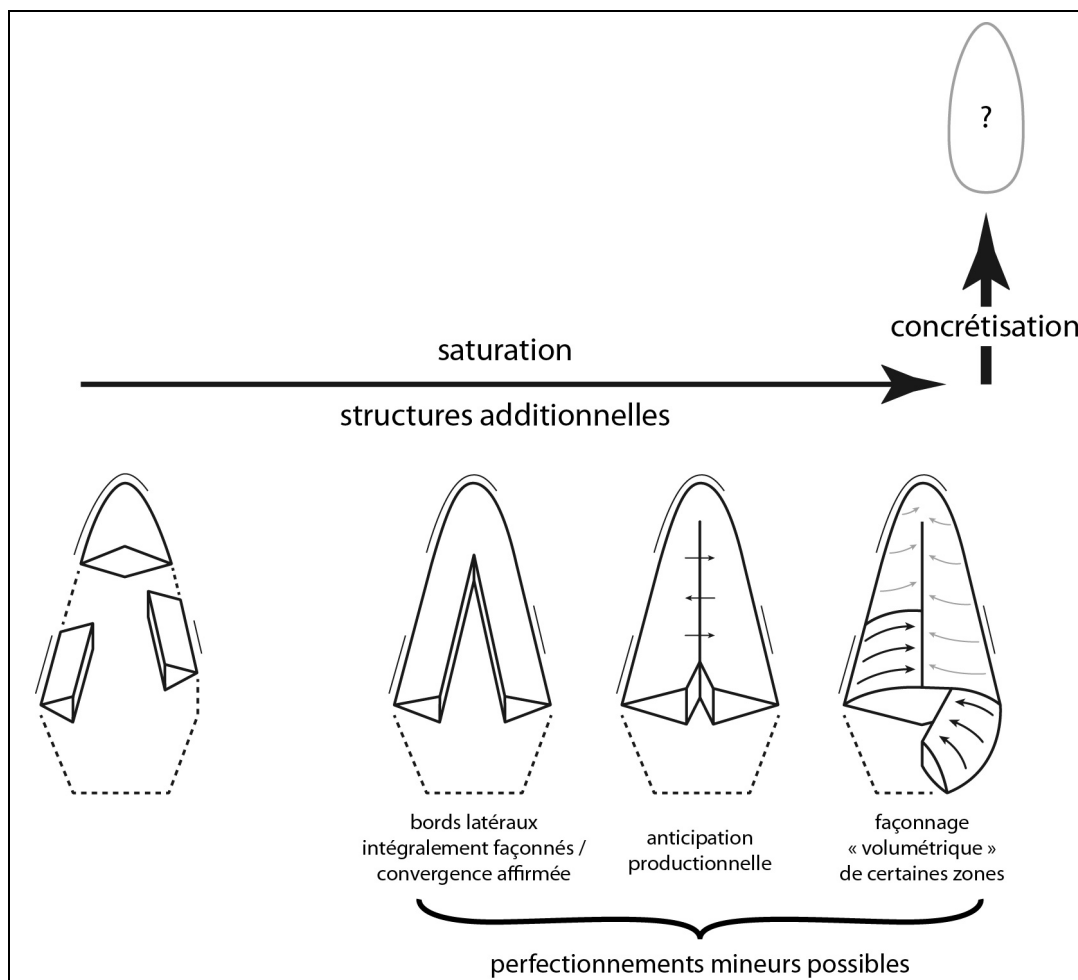 ?
concrétisation
saturation
structures additionnelles
bords latéraux
intégralement façonnés /
convergence affirmée
anticipation
productionnelle
façonnage
« volumétrique »
de certaines zones
perfectionnements mineurs possibles